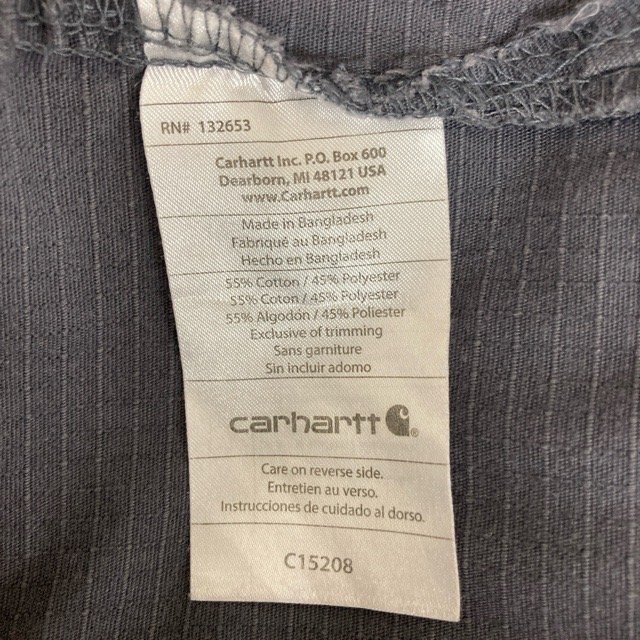 RN# 132653
Carhartt Inc. P.O. Box 600
Dearborn, MI 48121 USA
www.Carhartt.com
Made in Bangladesh
Fabriqué au Bangladesh
Hecho en Bangladesh
55% Cotton / 45% Polyester
55% Coton / 45% Polyester
55% Algodón / 45% Poliester
Exclusive of trimming
Sans garniture
Sin incluir adorno
carhartt®
Care on reverse side.
Entretien au verso.
Instrucciones de cuidado al dorso.
C15208